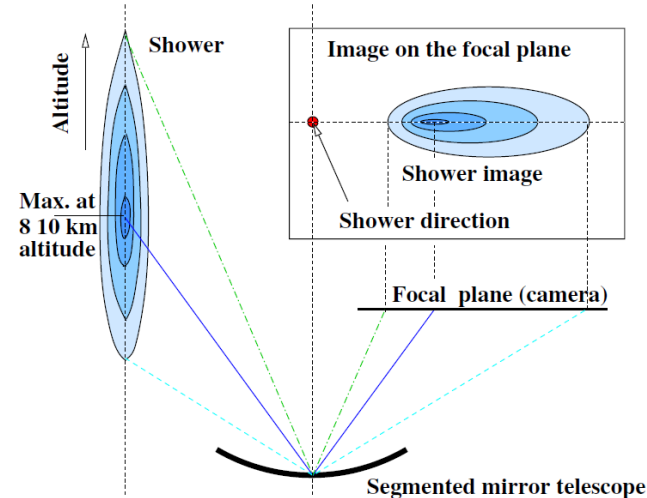 Shower
Altitude
Max. at
8 10 km
altitude
Image on the focal plane
Shower image
Shower direction
Focal plane (camera)
Segmented mirror telescope